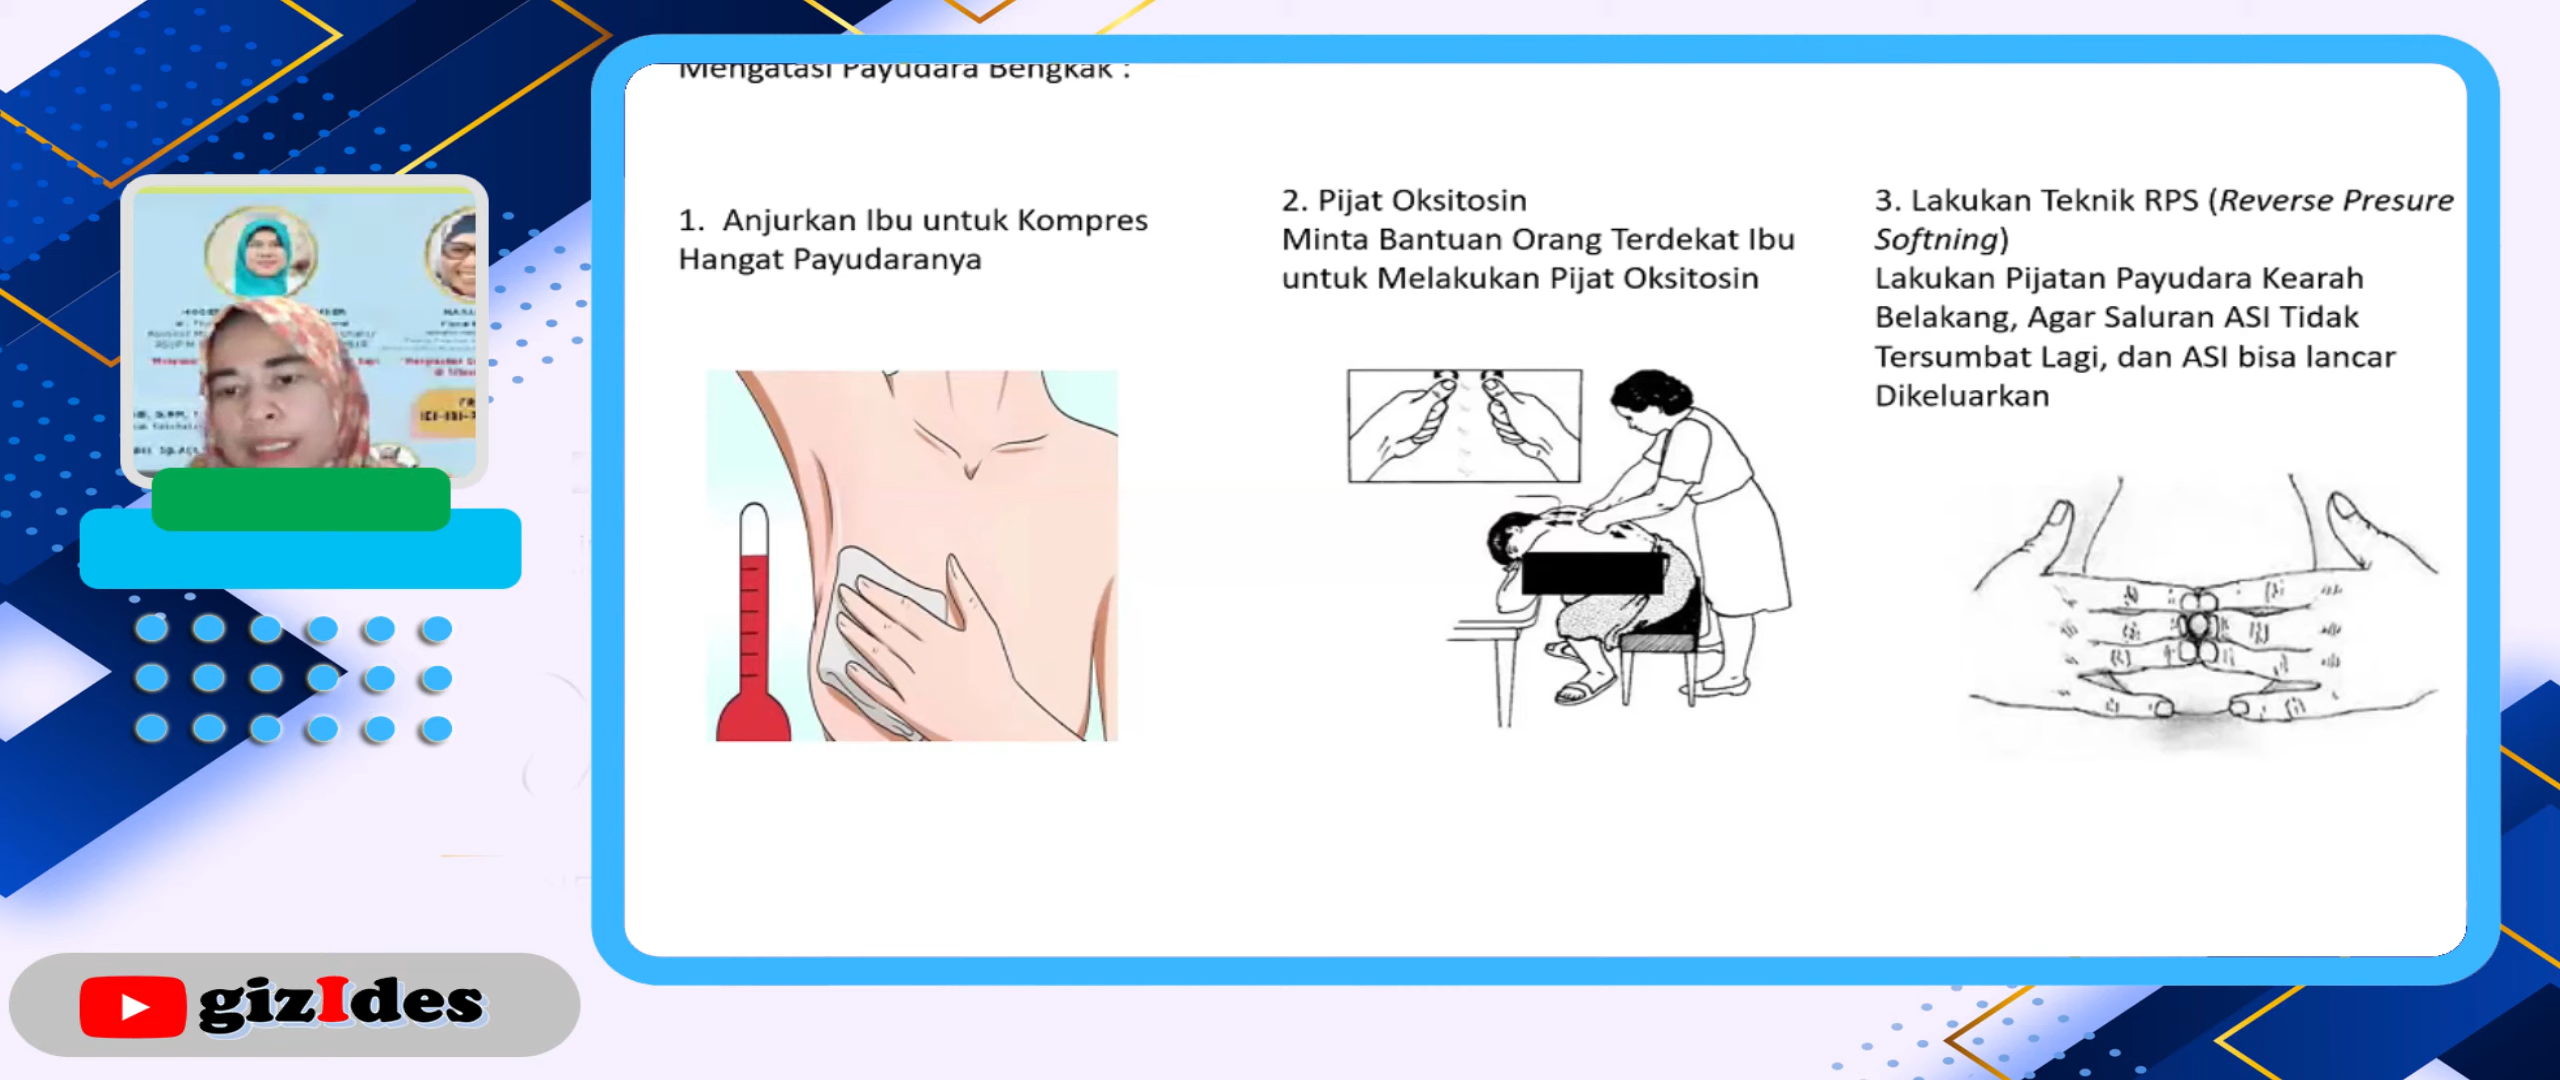 Mengatasi Payudara Bengkak :
1. Anjurkan Ibu untuk Kompres
Hangat Payudaranya
2. Pijat Oksitosin
Minta Bantuan Orang Terdekat Ibu
untuk Melakukan Pijat Oksitosin
3. Lakukan Teknik RPS (Reverse Presure
Softning)
Lakukan Pijatan Payudara Kearah
Belakang, Agar Saluran ASI Tidak
Tersumbat Lagi, dan ASI bisa lancar
Dikeluarkan
gizIdes